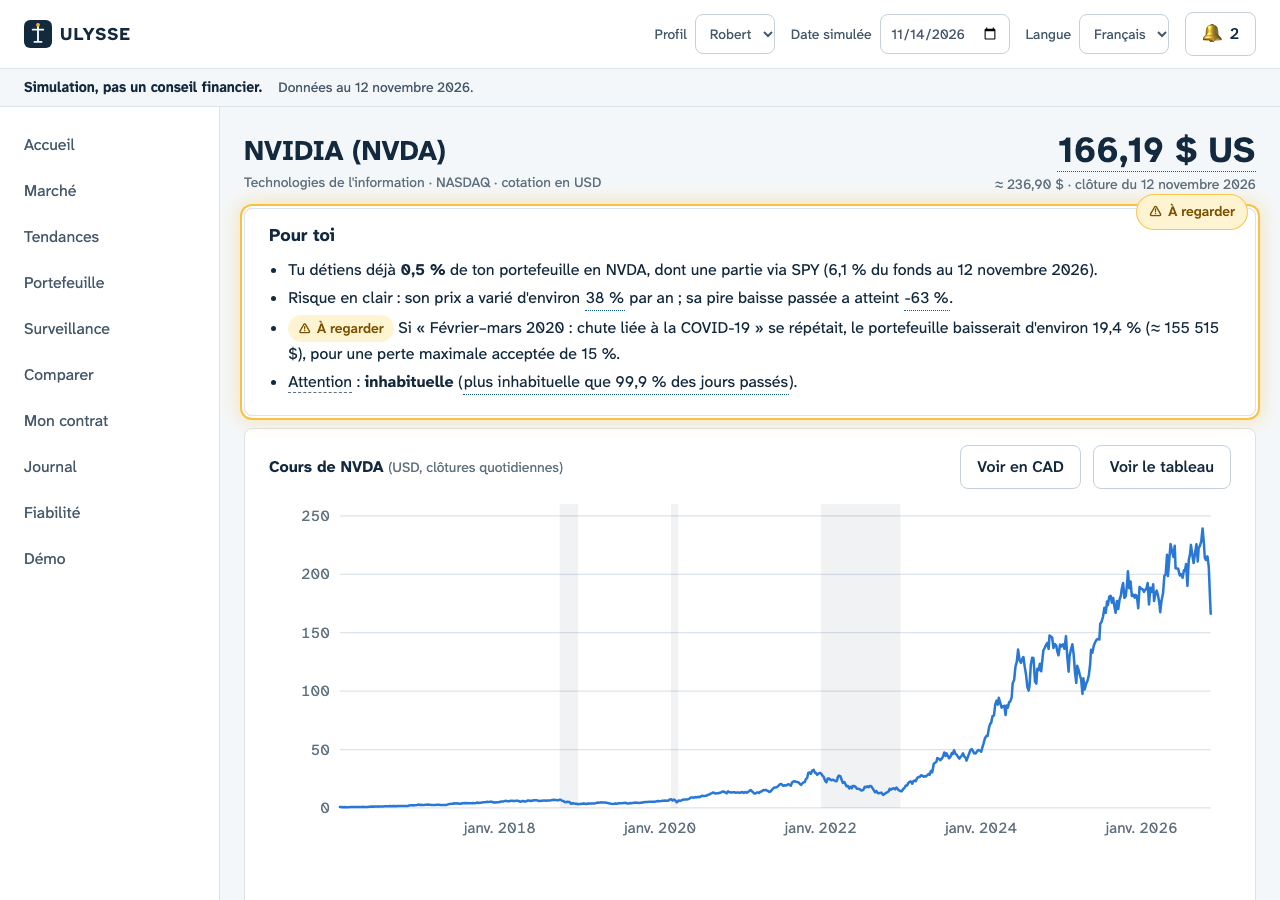 ULYSSE
Profil Robert Date simulée 11/14/2026 Langue Français 2
Simulation, pas un conseil financier. Données au 12 novembre 2026.
Accueil
Marché
Tendances
Portefeuille
Surveillance
Comparer
Mon contrat
Journal
Fiabilité
Démo
NVIDIA (NVDA)
166,19 $ US
Technologies de l'information · NASDAQ · cotation en USD
≈ 236,90 $ · clôture du 12 novembre 2026
À regarder
Pour toi
Tu détiens déjà 0,5 % de ton portefeuille en NVDA, dont une partie via SPY (6,1 % du fonds au 12 novembre 2026).
Risque en clair : son prix a varié d'environ 38 % par an ; sa pire baisse passée a atteint -63 %.
À regarder Si « Février–mars 2020 : chute liée à la COVID-19 » se répétait, le portefeuille baisserait d'environ 19,4 % (≈ 155 515
$), pour une perte maximale acceptée de 15 %.
Attention : inhabituelle (plus inhabituelle que 99,9 % des jours passés).
Cours de NVDA (USD, clôtures quotidiennes)
Voir en CAD
Voir le tableau
250
200
150
100
50
0
janv. 2018
janv. 2020
janv. 2022
janv. 2024
janv. 2026